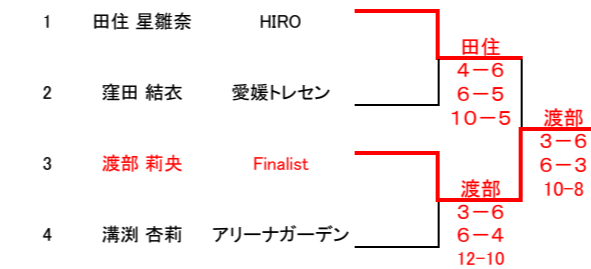 1 田住 星雛奈 HIRO
田住
4－6
2 窪田 結衣 愛媛トレセン
6－5
10－5
渡部
3－6
3 渡部 莉央 Finalist
6－3
渡部
10-8
3－6
4 溝渕 杏莉 アリーナガーデン
6－4
12-10